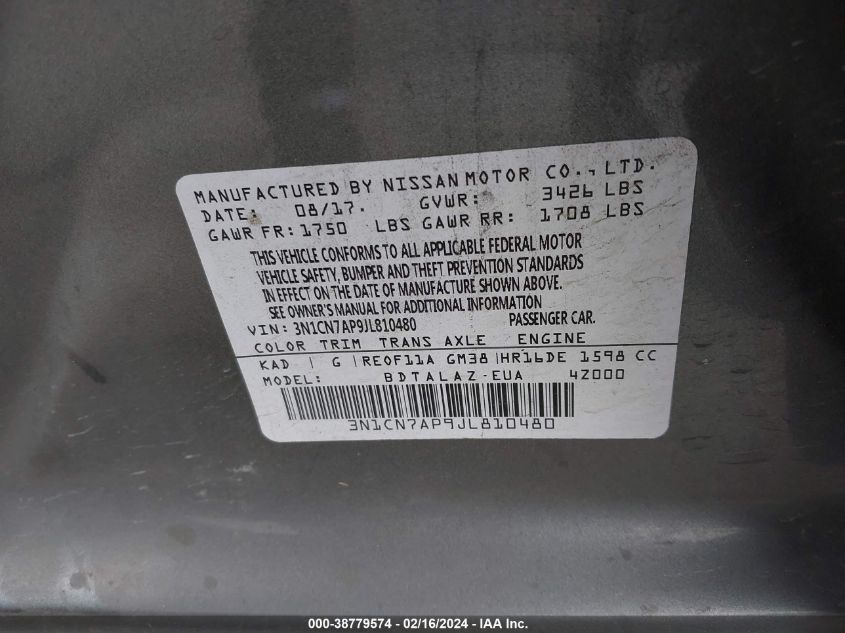 MANUFACTURED BY NISSAN MOTOR CO., LTD.
DATE: 08/17. GVWR: 3426 LBS
GAWR FR: 1750 LBS GAWR RR: 1708 LBS
THIS VEHICLE CONFORMS TO ALL APPLICABLE FEDERAL MOTOR
VEHICLE SAFETY, BUMPER AND THEFT PREVENTION STANDARDS
IN EFFECT ON THE DATE OF MANUFACTURE SHOWN ABOVE.
SEE OWNER'S MANUAL FOR ADDITIONAL INFORMATION
VIN: 3N1CN7AP9JL810480 PASSENGER CAR.
COLOR TRIM TRANS AXLE ENGINE
KAD G RE0F11A GM38 HR16DE 1598 CC
MODEL: BDTALAZ-EUA 42000
3N1CN7AP9JL810480
000-38779574 - 02/16/2024 - IAA Inc.